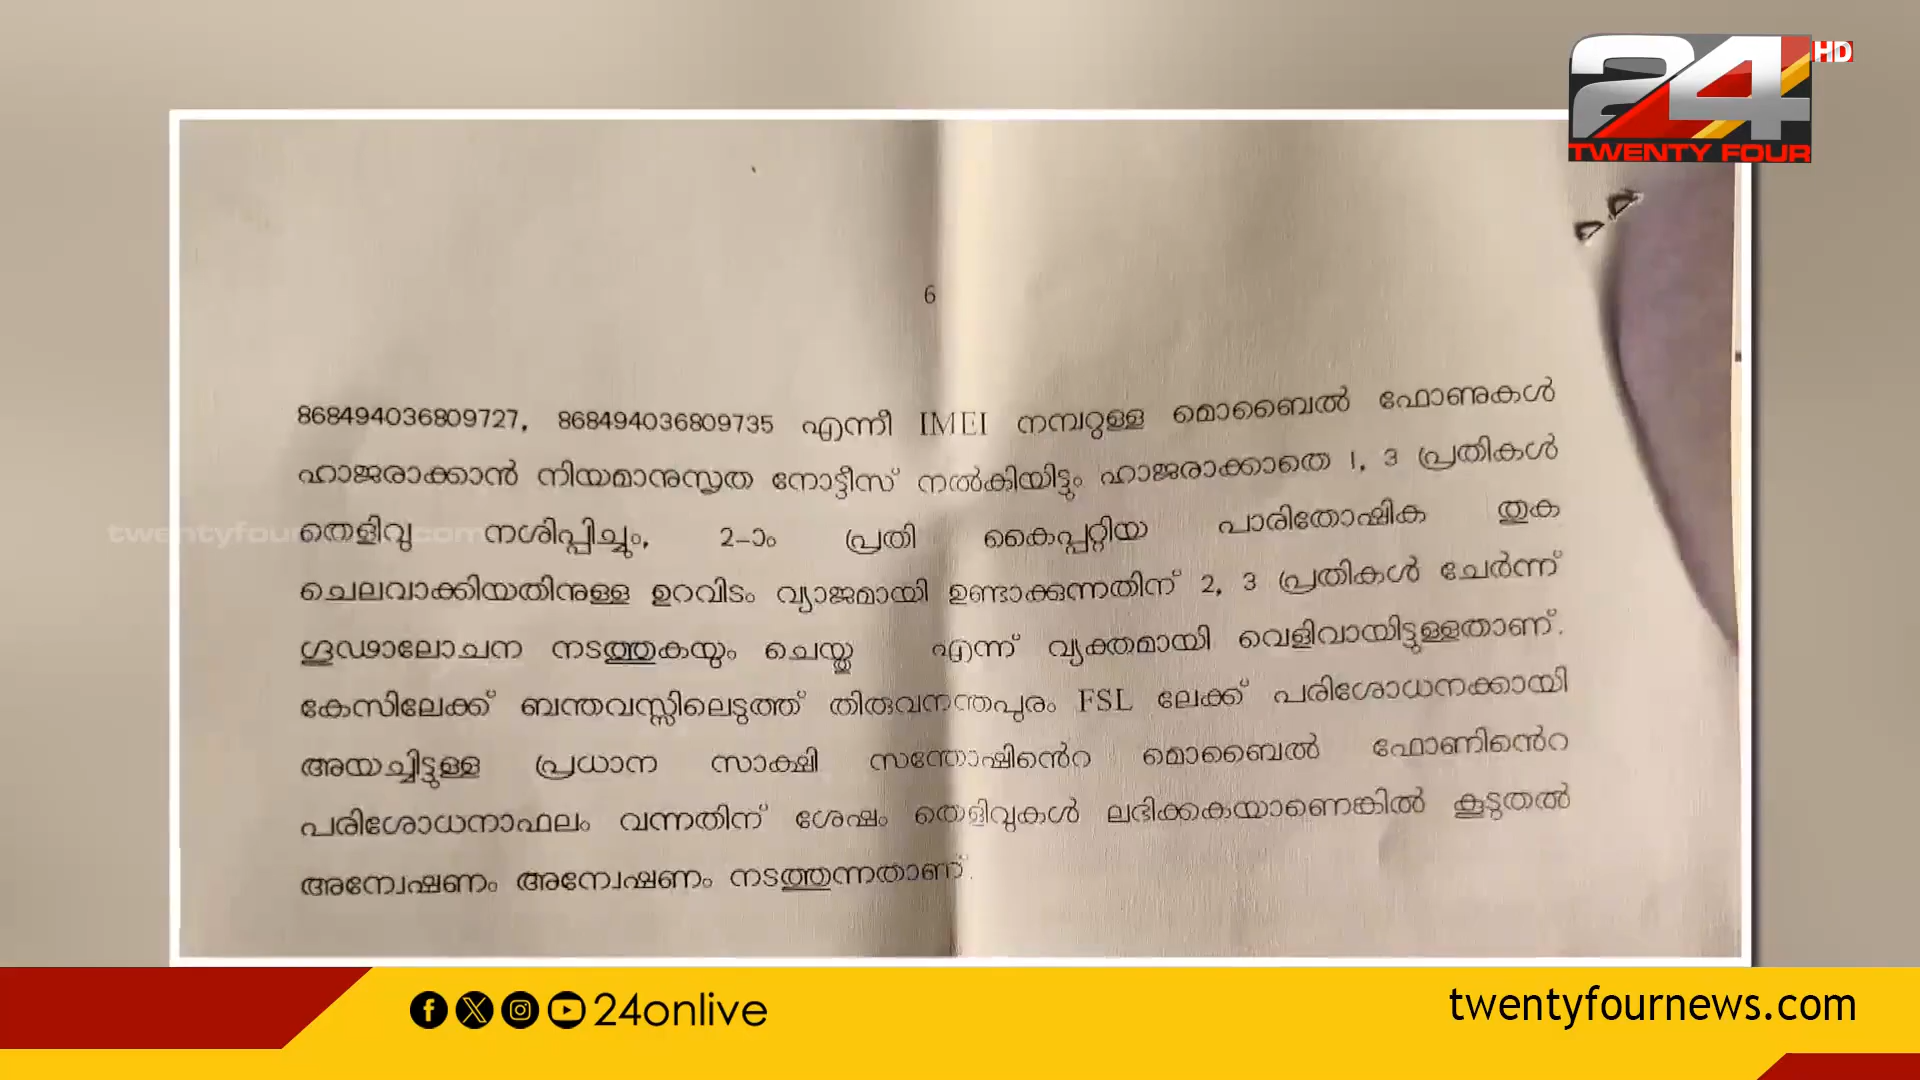 24 HD
TWENTY FOUR
6
868494036809727, 868494036809735 എന്നീ IMEI നമ്പറുള്ള മൊബൈൽ ഫോണുകൾ
ഹാജരാക്കാൻ നിയമാനുസൃത നോട്ടീസ് നൽകിയിട്ടും ഹാജരാക്കാതെ 1, 3 പ്രതികൾ
തെളിവു നശിപ്പിച്ചും, 2-ാം പ്രതി കൈപ്പറ്റിയ പാരിതോഷിക തുക
ചെലവാക്കിയതിനുള്ള ഉറവിടം വ്യാജമായി ഉണ്ടാക്കുന്നതിന് 2, 3 പ്രതികൾ ചേർന്ന്
ഗൂഢാലോചന നടത്തുകയും ചെയ്തു എന്ന് വ്യക്തമായി വെളിവായിട്ടുള്ളതാണ്.
കേസിലേക്ക് ബന്തവസ്സിലെടുത്ത് തിരുവനന്തപുരം FSL ലേക്ക് പരിശോധനക്കായി
അയച്ചിട്ടുള്ള പ്രധാന സാക്ഷി സന്തോഷിൻെറ മൊബൈൽ ഫോണിൻെറ
പരിശോധനാഫലം വന്നതിന് ശേഷം തെളിവുകൾ ലഭിക്കകയാണെങ്കിൽ കൂടുതൽ
അന്വേഷണം അന്വേഷണം നടത്തുന്നതാണ്.
twentyfournews.com
24onlive
twentyfournews.com